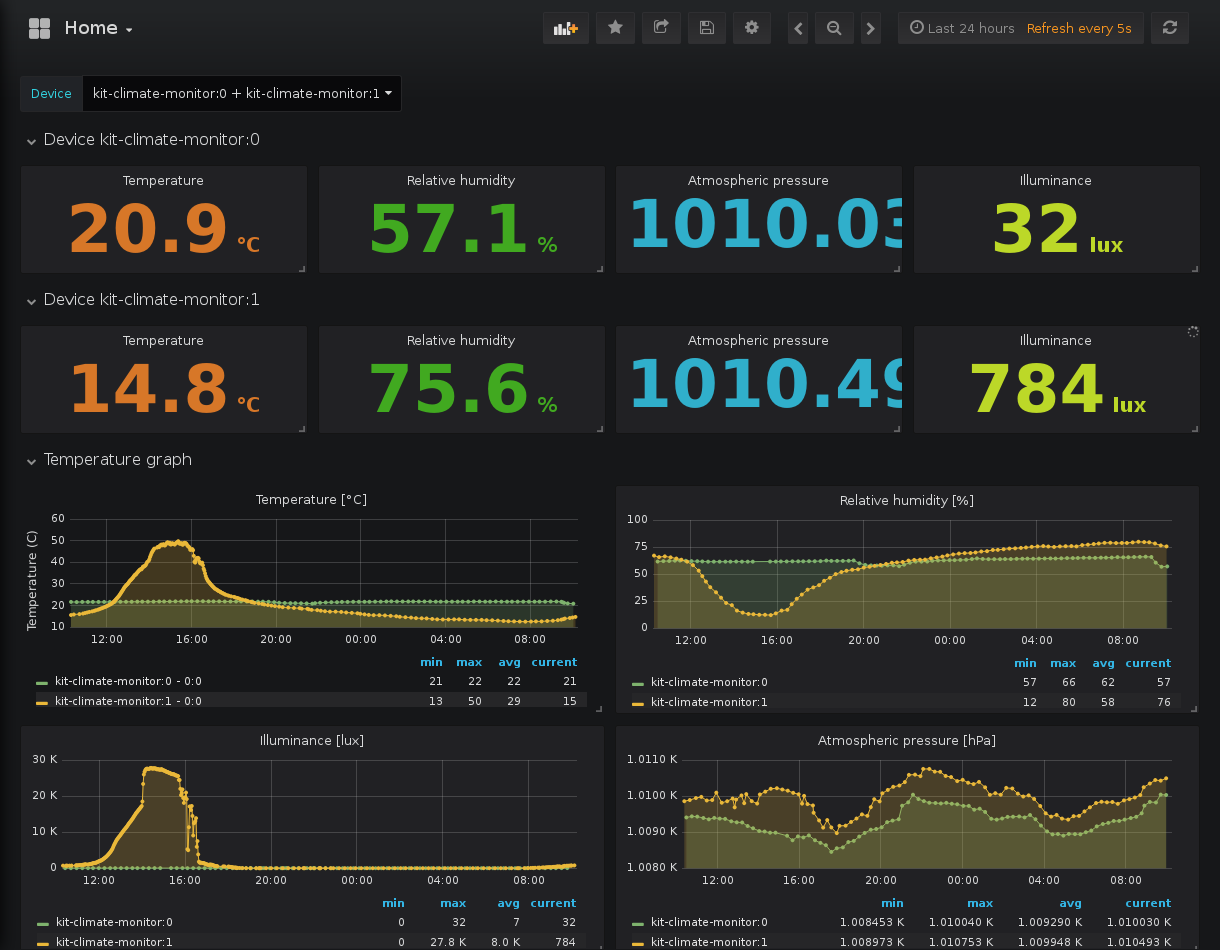 Home
Last 24 hours Refresh every 5s
Device kit-climate-monitor:0 + kit-climate-monitor:1
Device kit-climate-monitor:0
Temperature
20.9 °C
Relative humidity
57.1 %
Atmospheric pressure
1010.03
Illuminance
32 lux
Device kit-climate-monitor:1
Temperature
14.8 °C
Relative humidity
75.6 %
Atmospheric pressure
1010.49
Illuminance
784 lux
Temperature graph
Temperature [°C]
Temperature (C)
60
50
40
30
20
10
12:00 16:00 20:00 00:00 04:00 08:00
min max avg current
kit-climate-monitor:0 - 0:0 21 22 22 21
kit-climate-monitor:1 - 0:0 13 50 29 15
Relative humidity [%]
100
75
50
25
0
12:00 16:00 20:00 00:00 04:00 08:00
min max avg current
kit-climate-monitor:0 57 66 62 57
kit-climate-monitor:1 12 80 58 76
Illuminance [lux]
30 K
20 K
10 K
0
12:00 16:00 20:00 00:00 04:00 08:00
min max avg current
kit-climate-monitor:0 0 32 7 32
kit-climate-monitor:1 0 27.8 K 8.0 K 784
Atmospheric pressure [hPa]
1.0110 K
1.0100 K
1.0090 K
1.0080 K
12:00 16:00 20:00 00:00 04:00 08:00
min max avg current
kit-climate-monitor:0 1.008453 K 1.010040 K 1.009290 K 1.010030 K
kit-climate-monitor:1 1.008973 K 1.010753 K 1.009948 K 1.010493 K